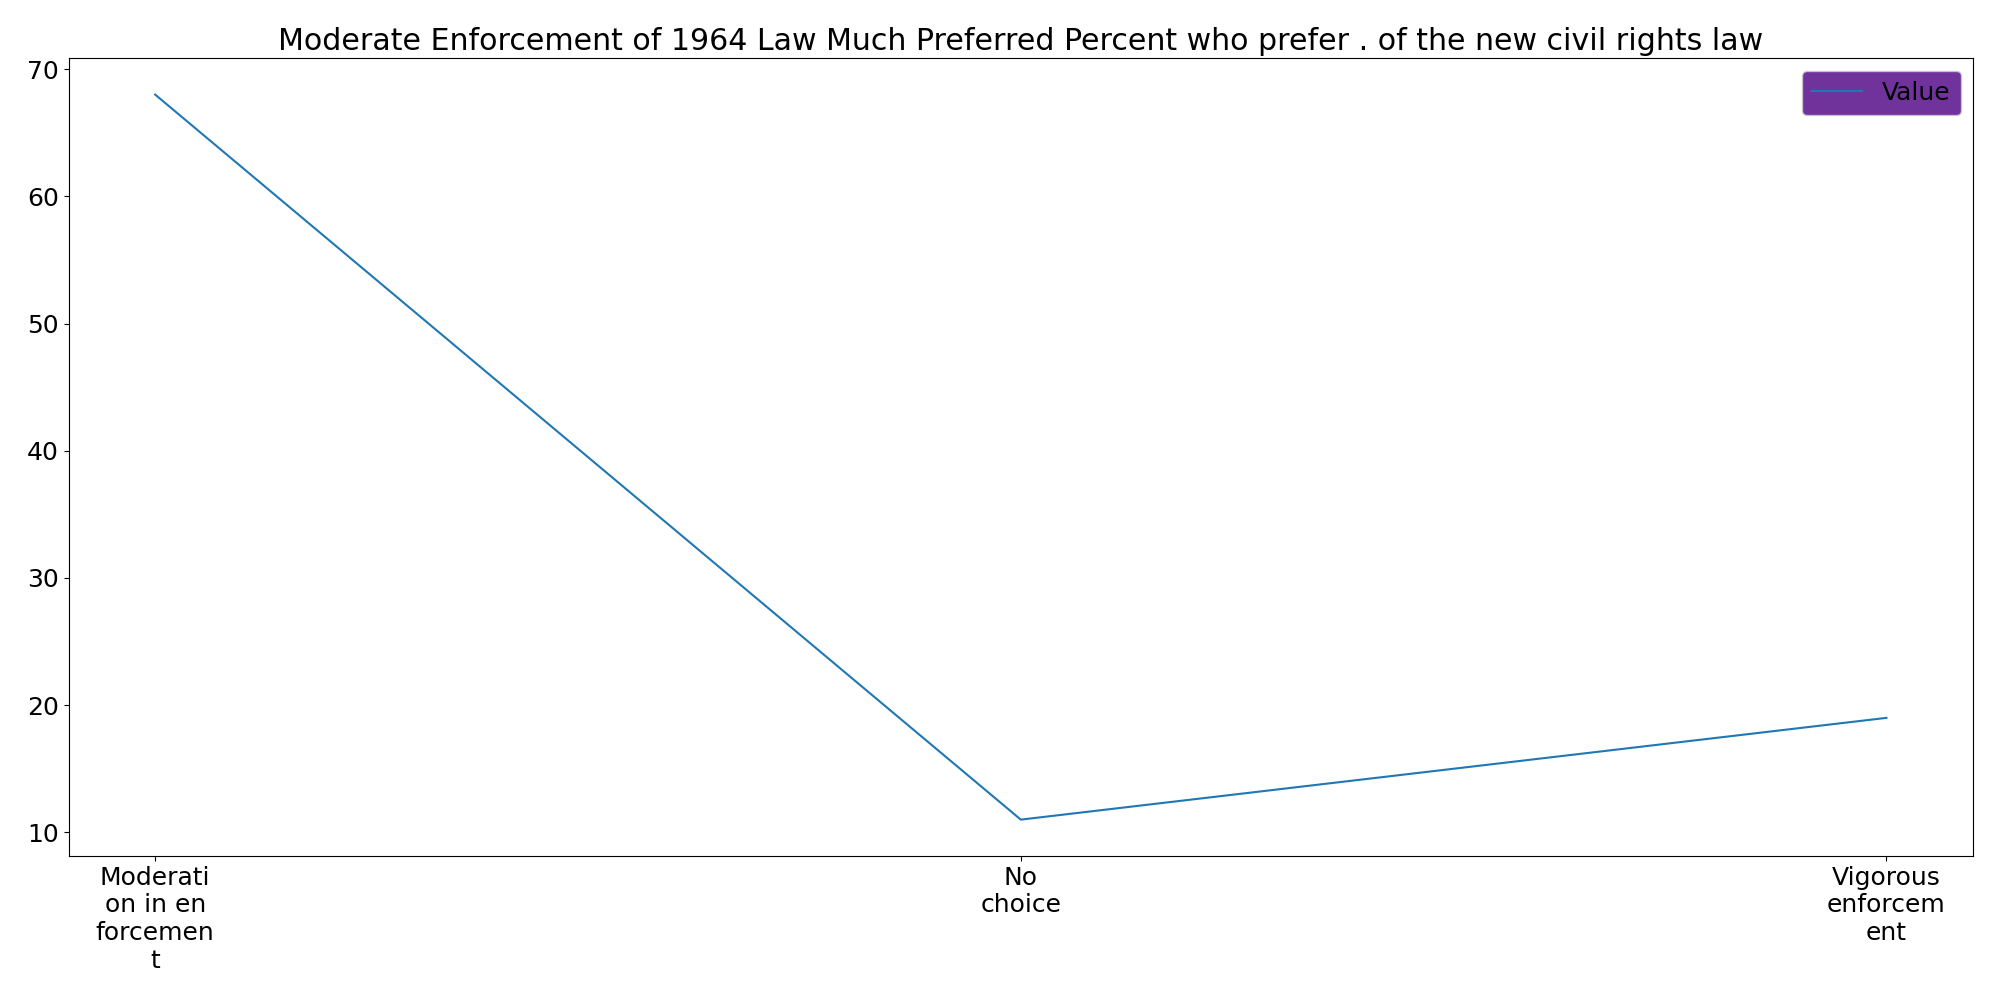 Moderate Enforcement of 1964 Law Much Preferred Percent who prefer . of the new civil rights law
Value
70
60
50
40
30
20
10
Moderati
on in en
forcemen
t
No
choice
Vigorous
enforcem
ent